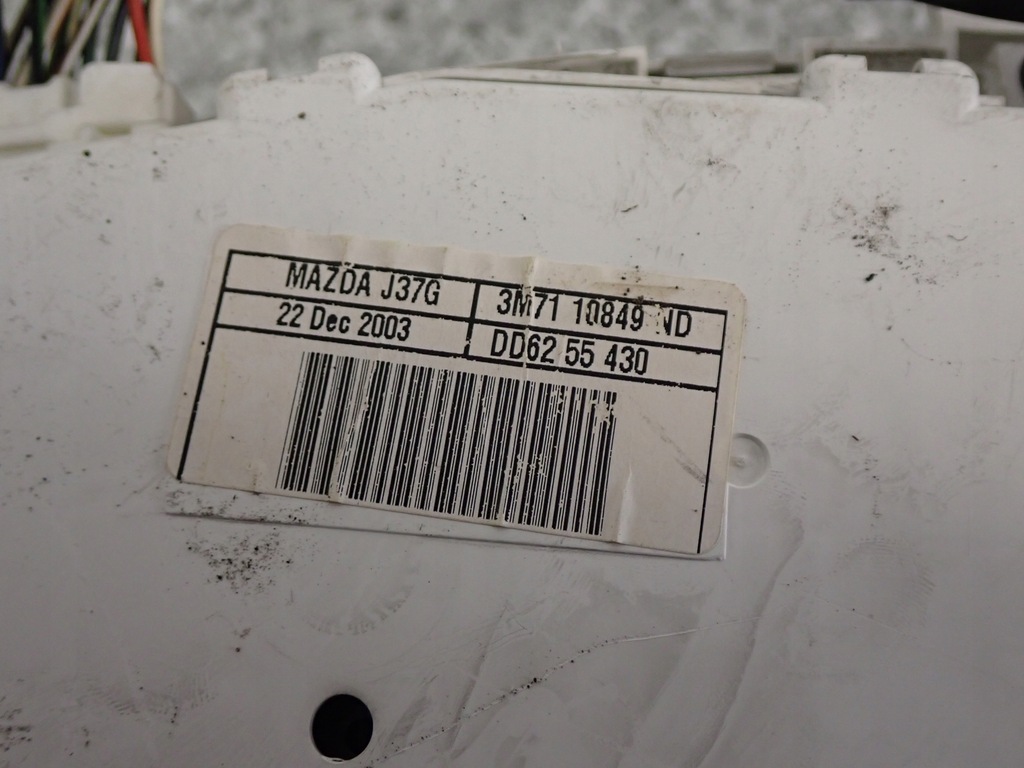 MAZDA J37G 3M71 10849 ND
22 Dec 2003 DD62 55 430